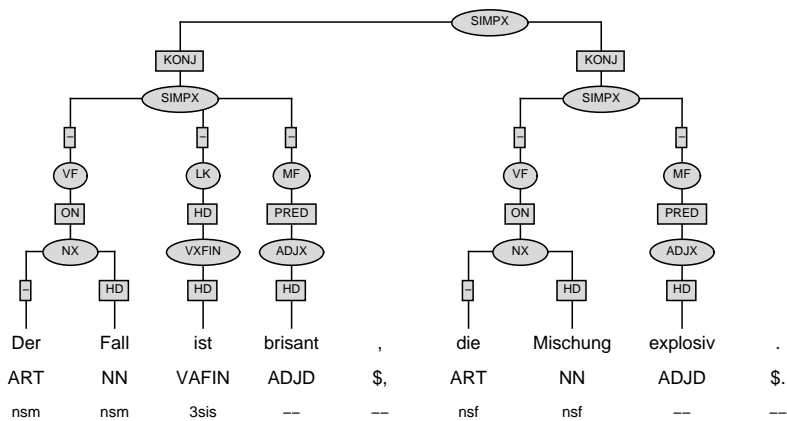 SIMPX
KONJ KONJ
SIMPX SIMPX
– – – – –
VF LK MF VF MF
ON HD PRED ON PRED
NX VXFIN ADJX NX ADJX
– HD HD HD – HD HD
Der Fall ist brisant , die Mischung explosiv .
ART NN VAFIN ADJD $, ART NN ADJD $.
nsm nsm 3sis −− −− nsf nsf −− −−